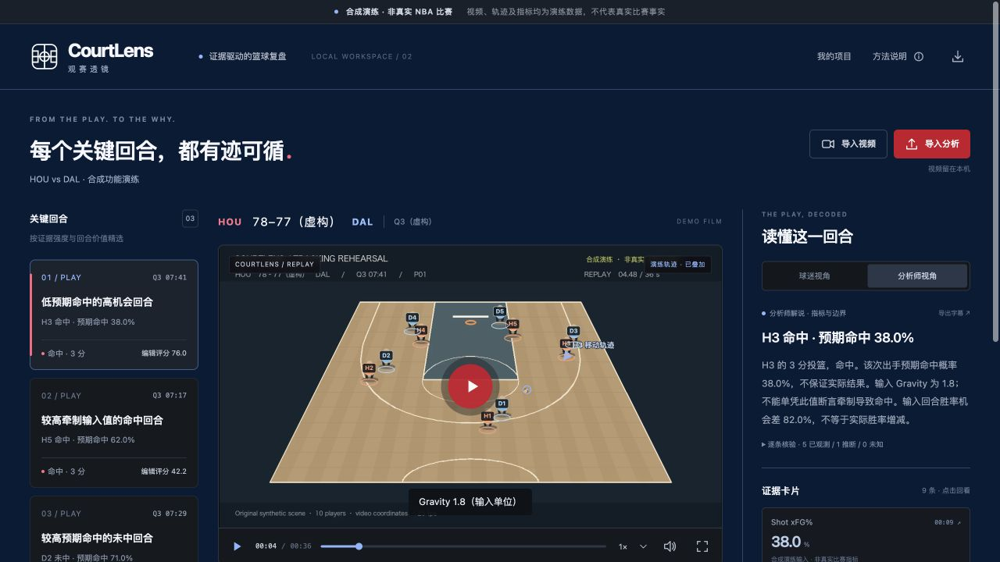 合成演练 · 非真实 NBA 比赛 视频、轨迹及指标均为演练数据，不代表真实比赛事实
CourtLens
观赛透镜
证据驱动的篮球复盘
LOCAL WORKSPACE / 02
我的项目
方法说明
FROM THE PLAY. TO THE WHY.
每个关键回合，都有迹可循.
HOU vs DAL · 合成功能演练
导入视频
导入分析
视频留在本机
关键回合
03
按证据强度与回合价值精选
01 / PLAY Q3 07:41
低预期命中的高机会回合
H3 命中 · 预期命中 38.0%
命中 · 3 分 编辑评分 76.0
02 / PLAY Q3 07:17
较高牵制输入值的命中回合
H5 命中 · 预期命中 62.0%
命中 · 3 分 编辑评分 42.2
03 / PLAY Q3 07:29
较高预期命中的未中回合
D2 未中 · 预期命中 71.0%
HOU 78–77（虚构） DAL Q3（虚构）
DEMO FILM
REHEARSAL
COURTLENS / REPLAY
合成演练 · 非真实
演练轨迹 · 已叠加
HOU 78 - 77 (虚构) DAL / Q3 07:41 / P01
REPLAY 04.48 / 36 s
D4
H4
D5
H5
D3
H3
H3 移动轨迹
D2
H2
D1
H1
Gravity 1.8（输入单位）
Original synthetic scene · 10 players · video coordinates
00:04 / 00:36
1×
THE PLAY, DECODED
读懂这一回合
球迷视角
分析师视角
分析师解说 · 指标与边界
导出字幕 ↗
H3 命中 · 预期命中 38.0%
H3 的 3 分投篮，命中。该次出手预期命中概率
38.0%，不保证实际结果。输入 Gravity 为 1.8；
不能单凭此值断言牵制导致命中。输入回合胜率机
会差 82.0%，不等于实际胜率增减。
▸ 逐条核验 · 5 已观测 / 1 推断 / 0 未知
证据卡片
9 条 · 点击回看
Shot xFG%
00:09 ↗
38.0 %
合成演练输入 · 非真实比赛指标